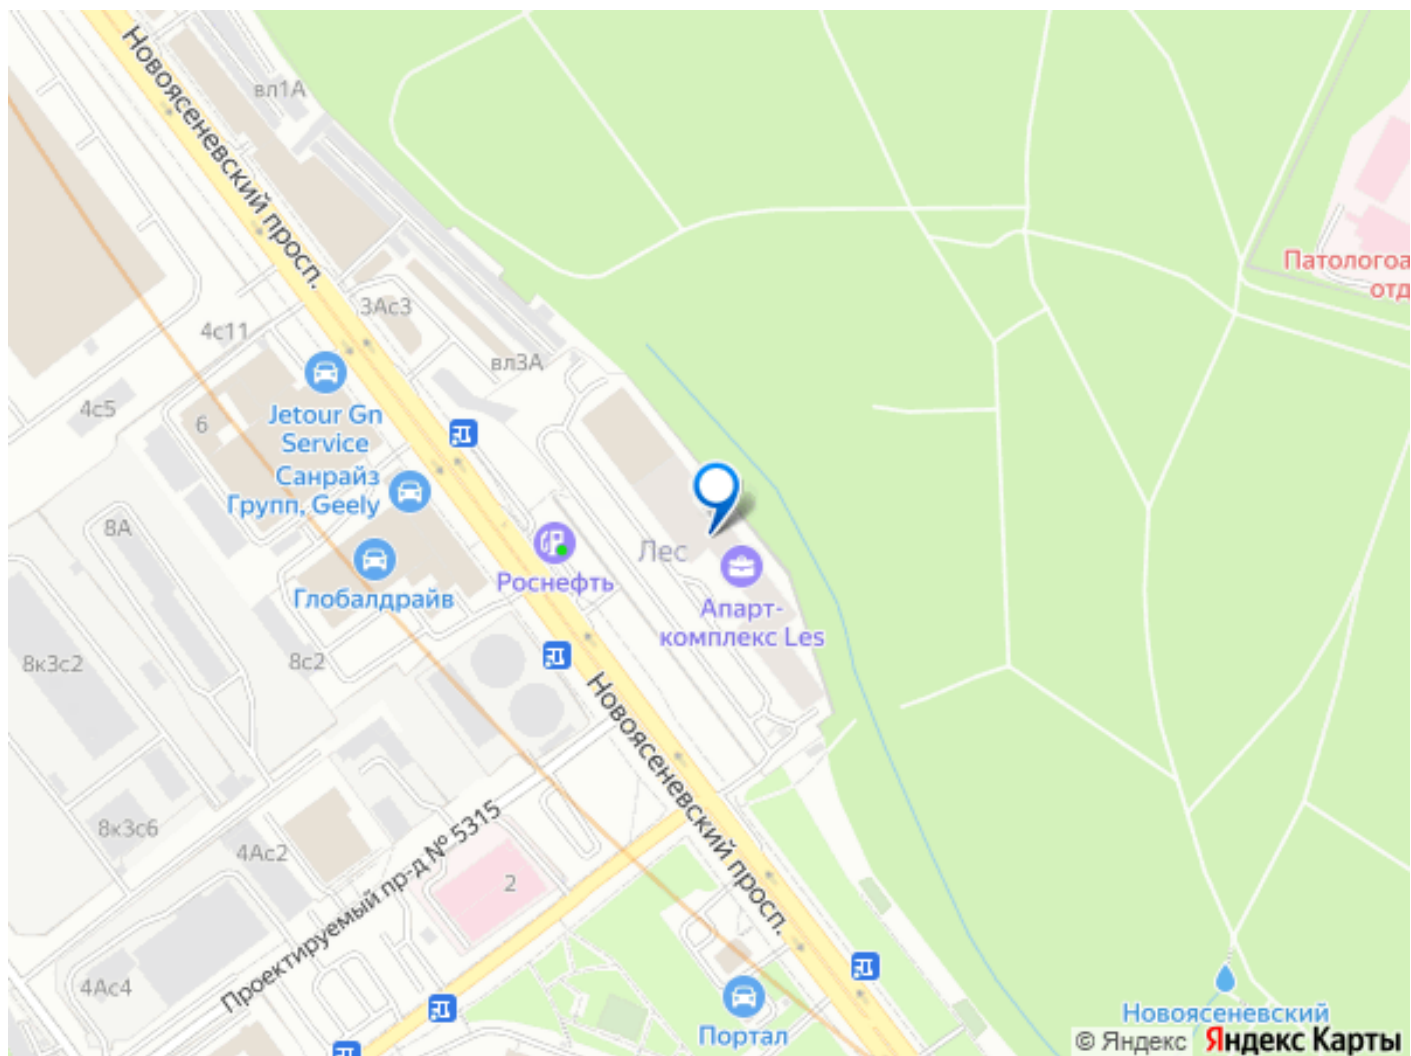 Новоясеневский просп.
вл1А
Патологоа
отд
3Ас3
4с11
вл3А
4с5
6
Jetour Gn
Service
Санрайз
Групп, Geely
8А
Лес
Роснефть
Глобалдрайв
Апарт-
комплекс Les
8к3с2
8с2
Новоясеневский просп.
8к3с6
4Ас2
Проектируемый пр-д № 5315
2
4Ас4
Портал
Новоясеневский
© Яндекс Яндекс Карты